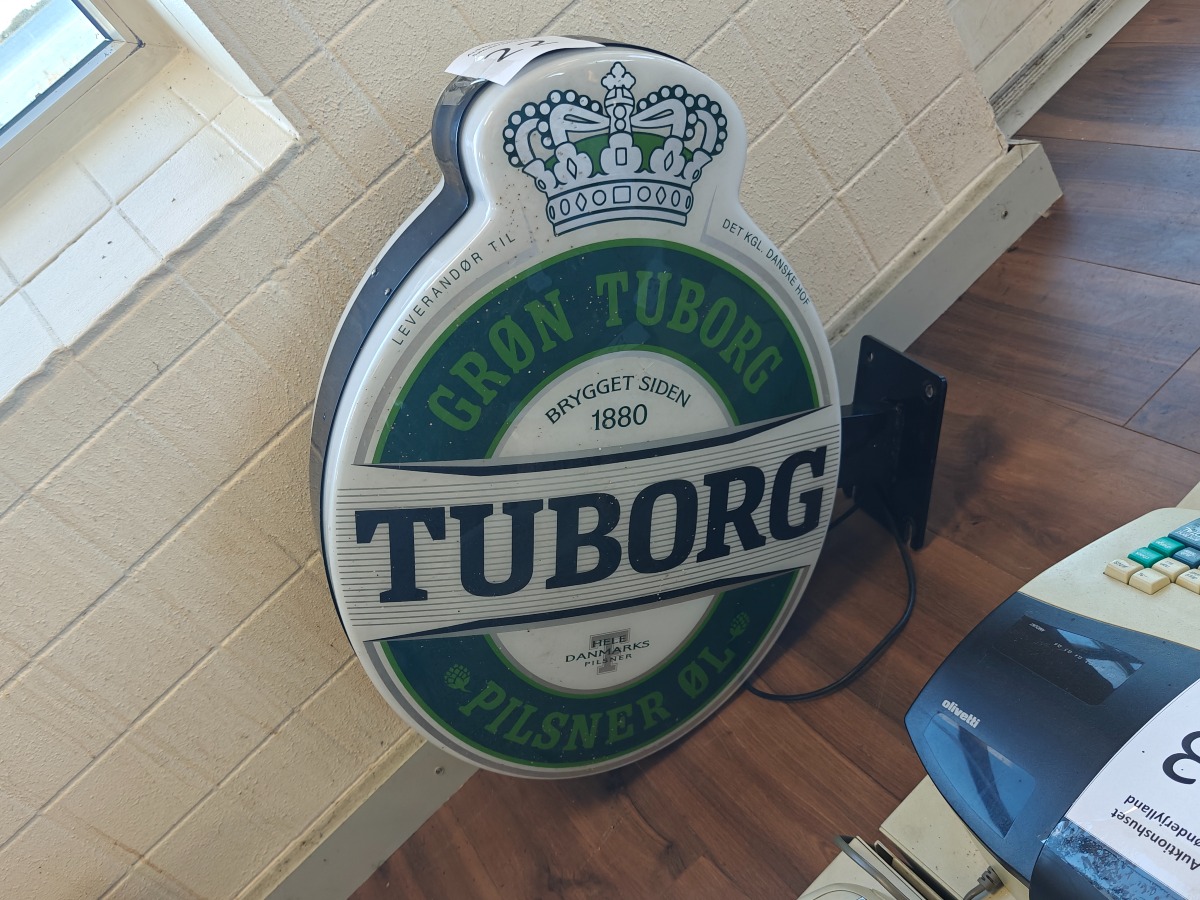 LEVERANDØR TIL
DET KGL. DANSKE HOF
GRØN TUBORG
BRYGGET SIDEN
1880
TUBORG
HELE
DANMARKS
PILSNER
PILSNER ØL
olivetti
3
Auktionshuset